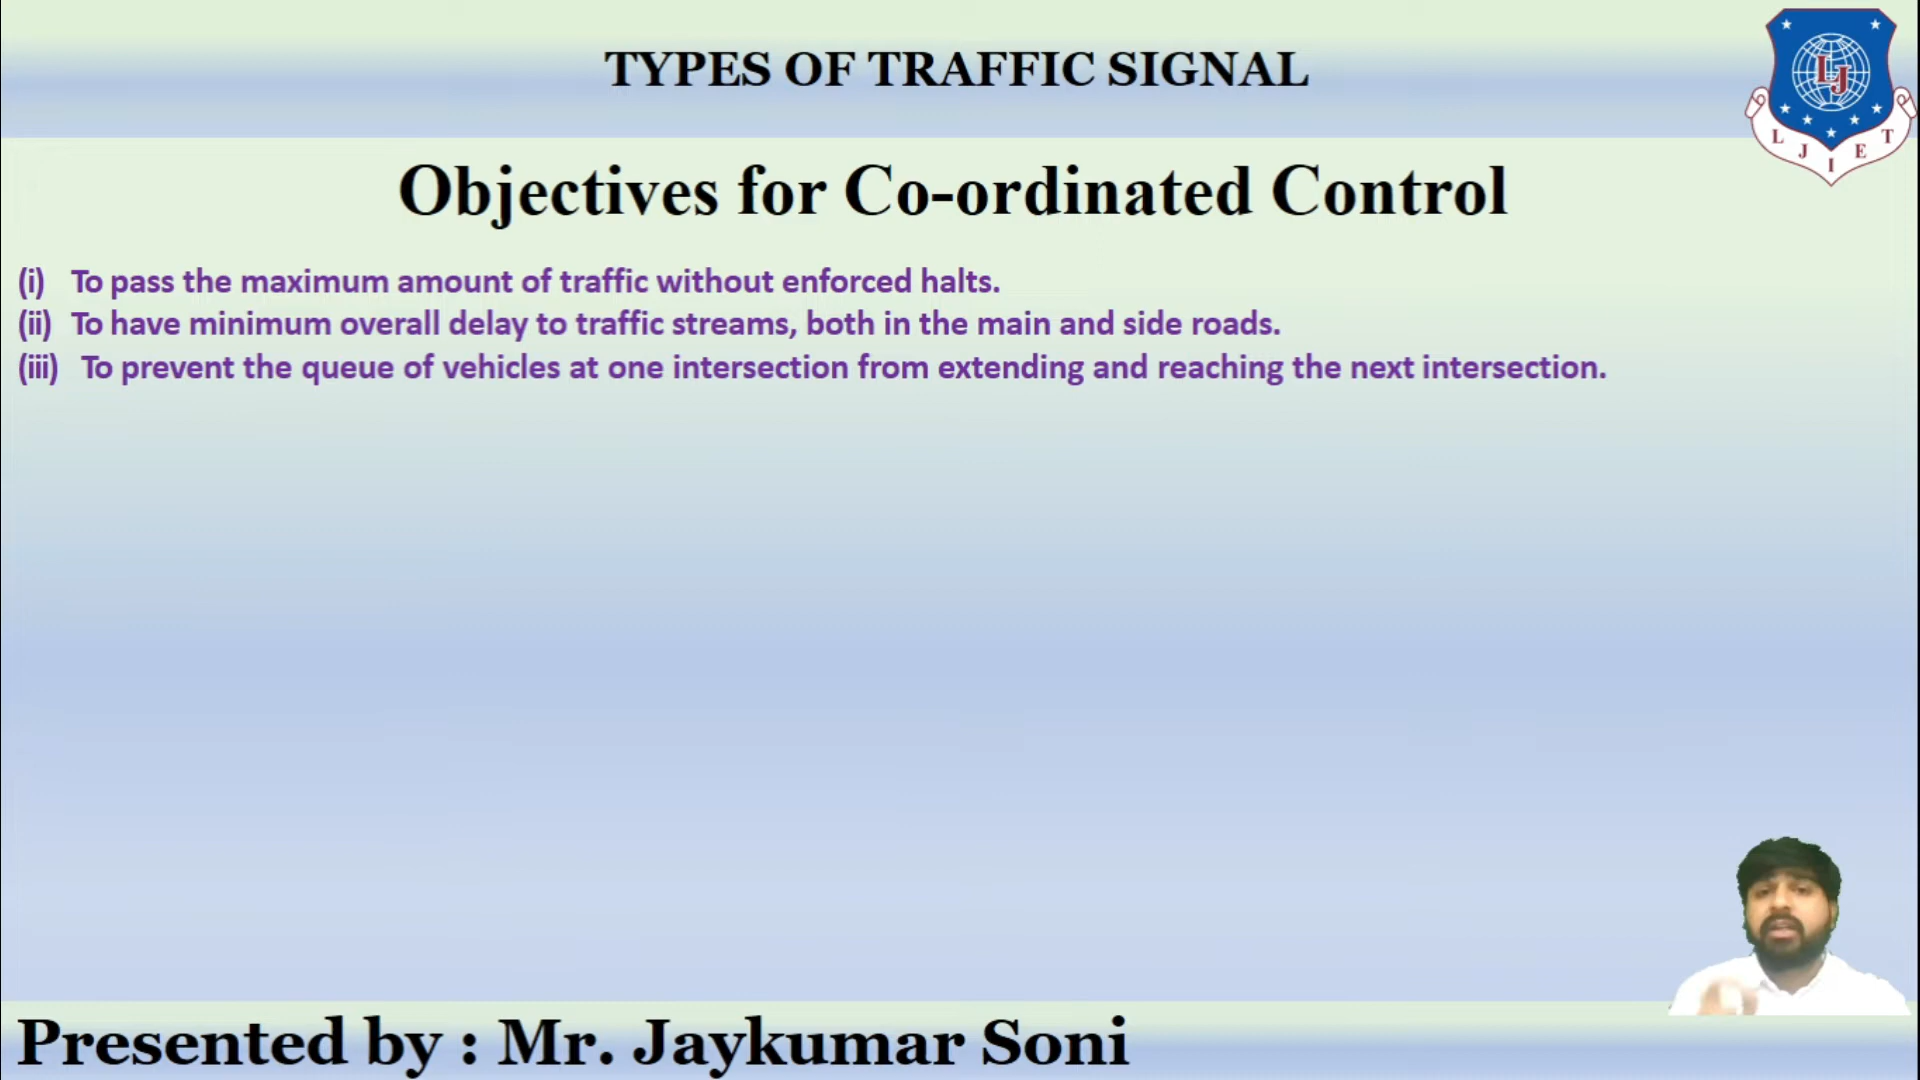 TYPES OF TRAFFIC SIGNAL
LJ
L J I E T
Objectives for Co-ordinated Control
(i) To pass the maximum amount of traffic without enforced halts.
(ii) To have minimum overall delay to traffic streams, both in the main and side roads.
(iii) To prevent the queue of vehicles at one intersection from extending and reaching the next intersection.
Presented by : Mr. Jaykumar Soni